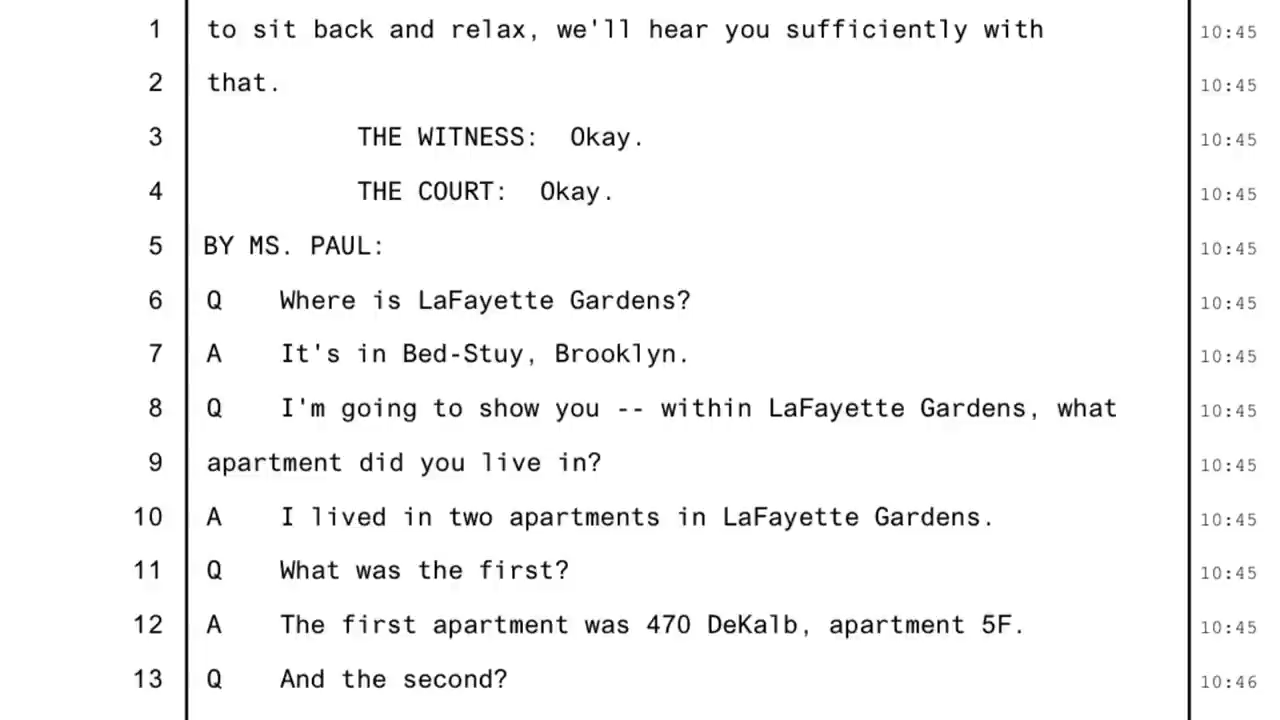 1 to sit back and relax, we'll hear you sufficiently with 10:45
2 that. 10:45
3 THE WITNESS: Okay. 10:45
4 THE COURT: Okay. 10:45
5 BY MS. PAUL: 10:45
6 Q Where is LaFayette Gardens? 10:45
7 A It's in Bed-Stuy, Brooklyn. 10:45
8 Q I'm going to show you -- within LaFayette Gardens, what 10:45
9 apartment did you live in? 10:45
10 A I lived in two apartments in LaFayette Gardens. 10:45
11 Q What was the first? 10:45
12 A The first apartment was 470 DeKalb, apartment 5F. 10:45
13 Q And the second? 10:46